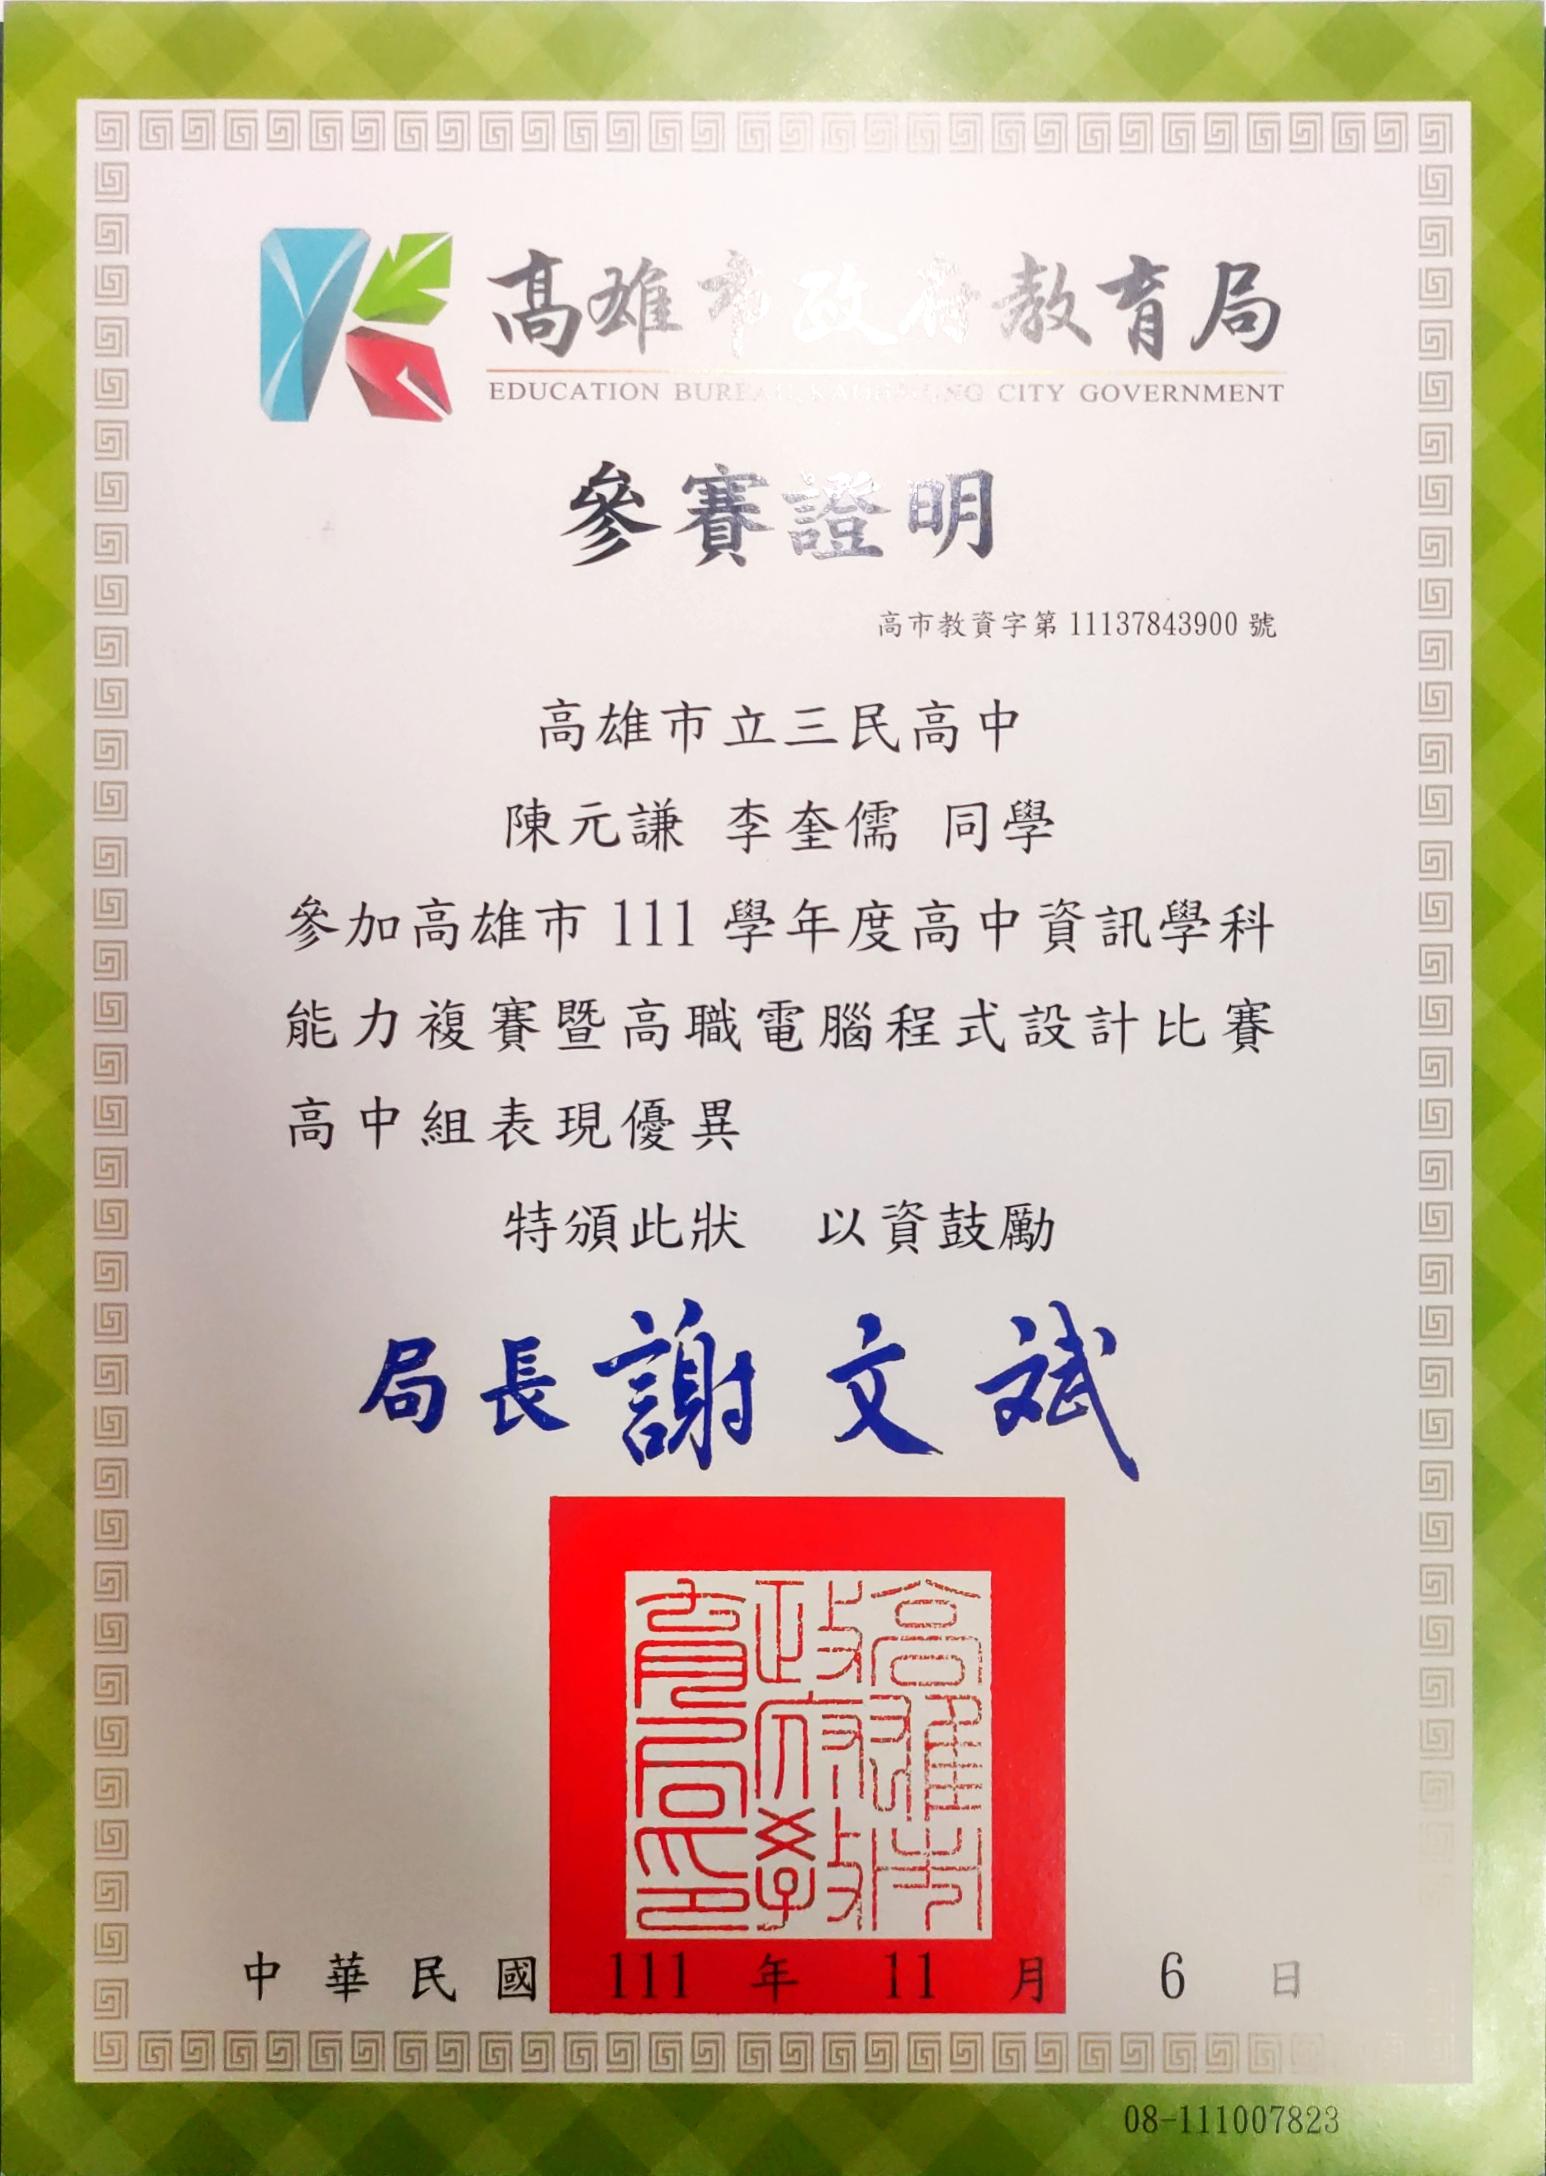 高雄市政府教育局
EDUCATION BUREAU, KAOHSIUNG CITY GOVERNMENT
參賽證明
高市教資字第 11137843900 號
高雄市立三民高中
陳元謙 李奎儒 同學
參加高雄市 111 學年度高中資訊學科
能力複賽暨高職電腦程式設計比賽
高中組表現優異
特頒此狀 以資鼓勵
局長 謝文斌
高雄市政府教育局印
中華民國 111 年 11 月 6 日
08-111007823